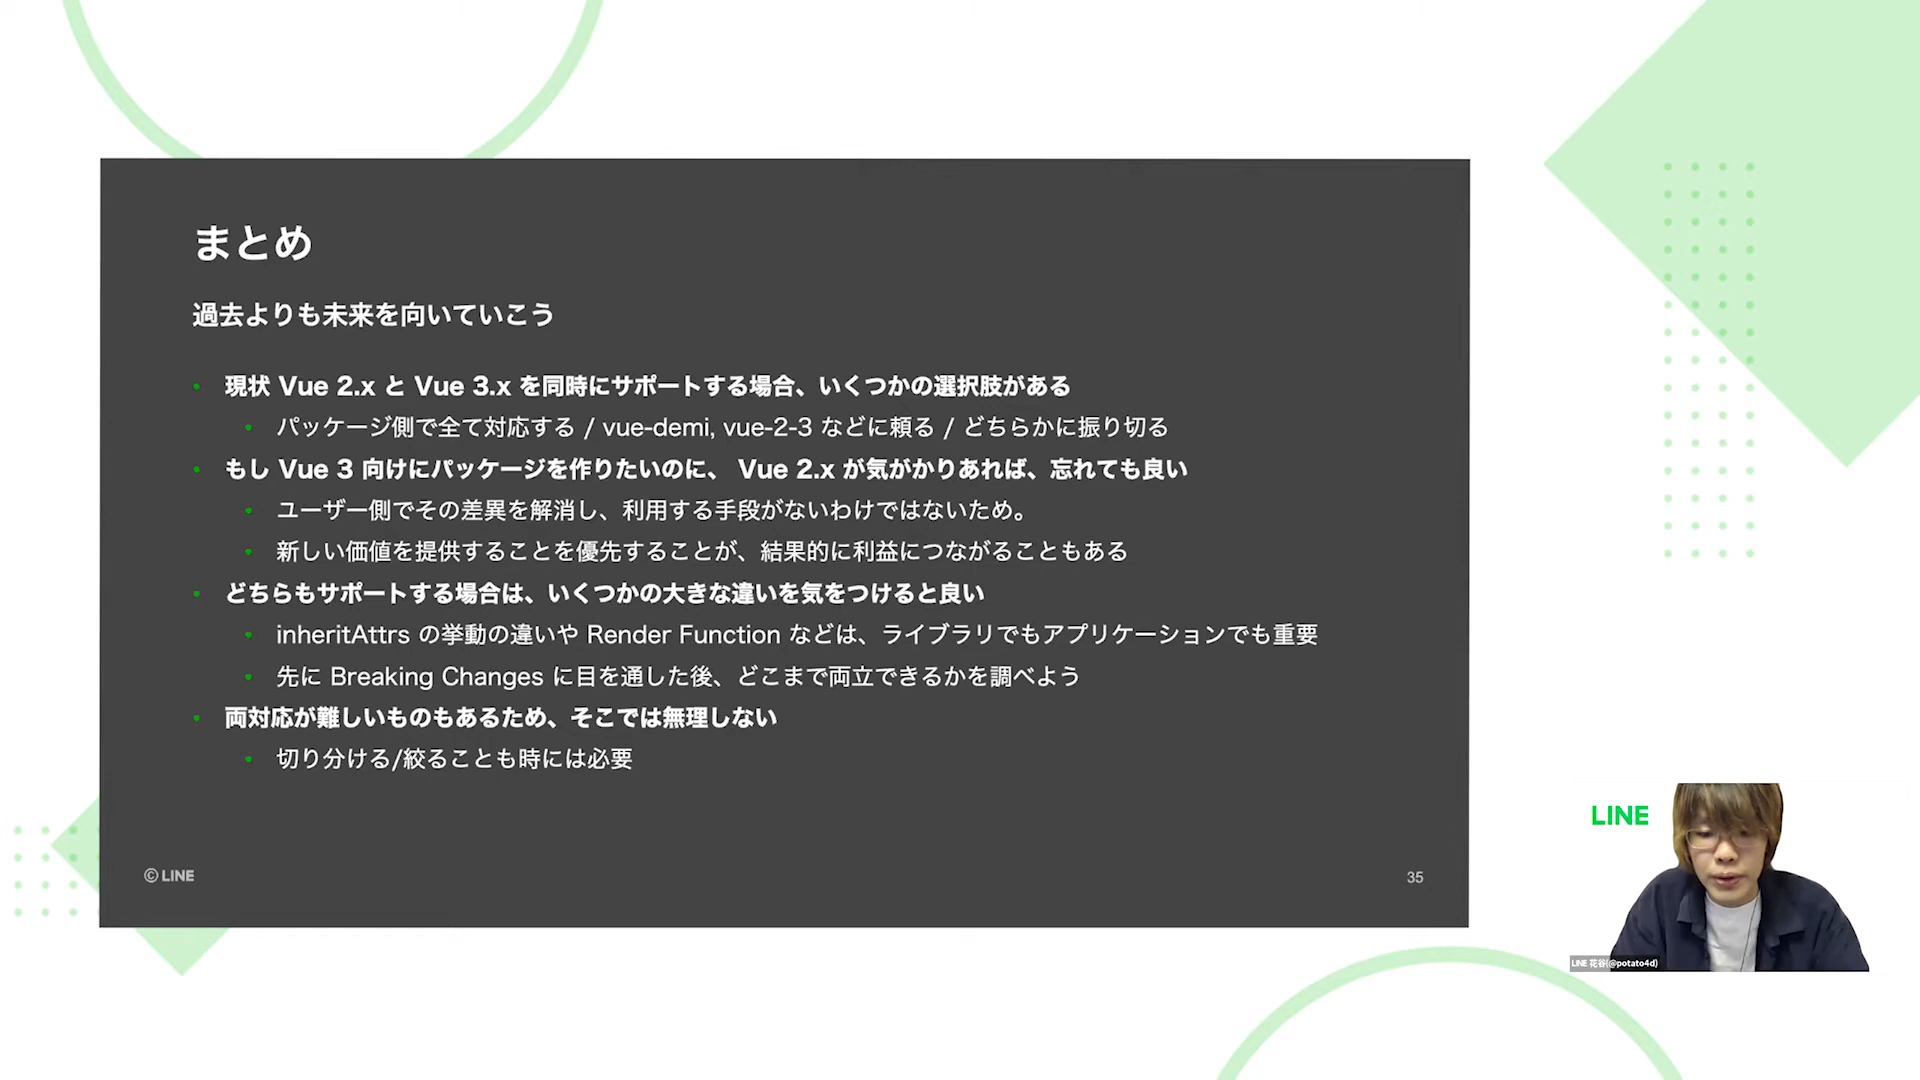 まとめ
過去よりも未来を向いていこう
現状 Vue 2.x と Vue 3.x を同時にサポートする場合、いくつかの選択肢がある
パッケージ側で全て対応する / vue-demi, vue-2-3 などに頼る / どちらかに振り切る
もし Vue 3 向けにパッケージを作りたいのに、 Vue 2.x が気がかりあれば、忘れても良い
ユーザー側でその差異を解消し、利用する手段がないわけではないため。
新しい価値を提供することを優先することが、結果的に利益につながることもある
どちらもサポートする場合は、いくつかの大きな違いを気をつけると良い
inheritAttrs の挙動の違いや Render Function などは、ライブラリでもアプリケーションでも重要
先に Breaking Changes に目を通した後、どこまで両立できるかを調べよう
両対応が難しいものもあるため、そこでは無理しない
切り分ける/絞ることも時には必要
© LINE
35
LINE
LINE 花谷(@potato4d)